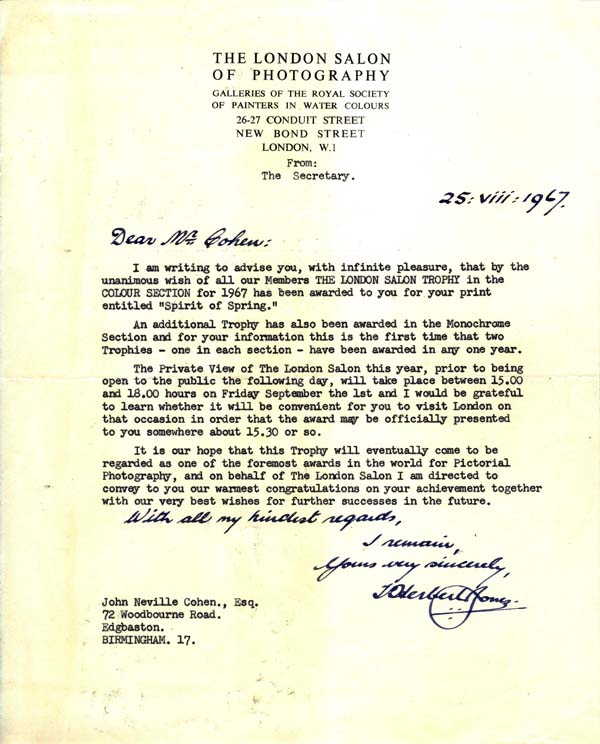 THE LONDON SALON
OF PHOTOGRAPHY
GALLERIES OF THE ROYAL SOCIETY
OF PAINTERS IN WATER COLOURS
26-27 CONDUIT STREET
NEW BOND STREET
LONDON, W.1
From:
The Secretary.
25:viii:1967.
Dear Mr Cohen:
I am writing to advise you, with infinite pleasure, that by the
unanimous wish of all our Members THE LONDON SALON TROPHY in the
COLOUR SECTION for 1967 has been awarded to you for your print
entitled "Spirit of Spring."
An additional Trophy has also been awarded in the Monochrome
Section and for your information this is the first time that two
Trophies - one in each section - have been awarded in any one year.
The Private View of The London Salon this year, prior to being
open to the public the following day, will take place between 15.00
and 18.00 hours on Friday September the 1st and I would be grateful
to learn whether it will be convenient for you to visit London on
that occasion in order that the award may be officially presented
to you somewhere about 15.30 or so.
It is our hope that this Trophy will eventually come to be
regarded as one of the foremost awards in the world for Pictorial
Photography, and on behalf of The London Salon I am directed to
convey to you our warmest congratulations on your achievement together
with our very best wishes for further successes in the future.
With all my kindest regards,
I remain,
Yours very sincerely,
Herbert Jones.
John Neville Cohen., Esq.
72 Woodbourne Road.
Edgbaston.
BIRMINGHAM. 17.